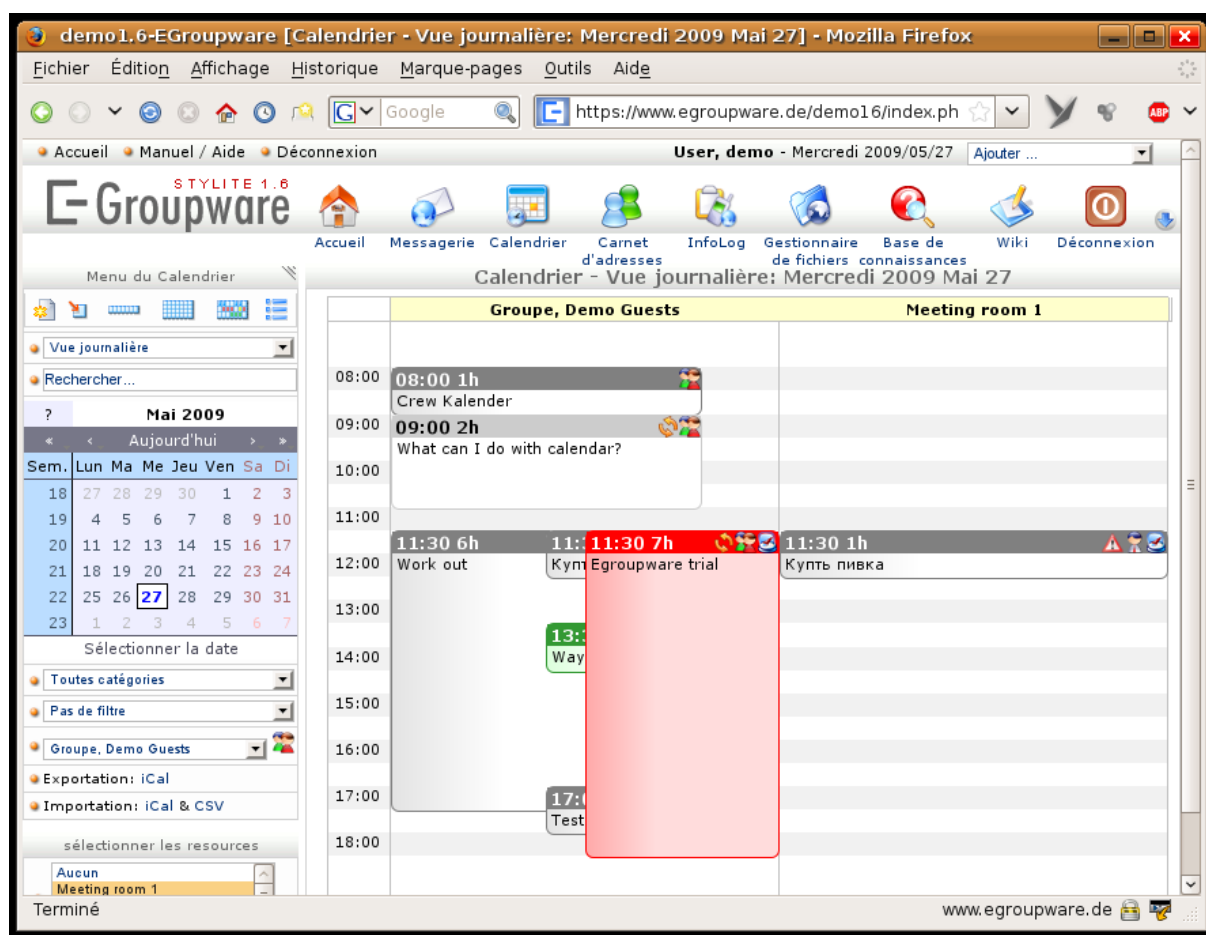 demo1.6-EGroupware [Calendrier - Vue journalière: Mercredi 2009 Mai 27] - Mozilla Firefox
Fichier Édition Affichage Historique Marque-pages Outils Aide
G Google https://www.egroupware.de/demo16/index.ph ABP
Accueil Manuel / Aide Déconnexion User, demo - Mercredi 2009/05/27 Ajouter ...
STYLITE 1.6
E-Groupware
Accueil Messagerie Calendrier Carnet d'adresses InfoLog Gestionnaire de fichiers Base de connaissances Wiki Déconnexion
Menu du Calendrier
Calendrier - Vue journalière: Mercredi 2009 Mai 27
Vue journalière
Rechercher...
? Mai 2009
« ‹ Aujourd'hui › »
Sem. Lun Ma Me Jeu Ven Sa Di
18 27 28 29 30 1 2 3
19 4 5 6 7 8 9 10
20 11 12 13 14 15 16 17
21 18 19 20 21 22 23 24
22 25 26 27 28 29 30 31
23 1 2 3 4 5 6 7
Sélectionner la date
Toutes catégories
Pas de filtre
Groupe, Demo Guests
Exportation: iCal
Importation: iCal & CSV
sélectionner les resources
Aucun
Meeting room 1
Groupe, Demo Guests Meeting room 1
08:00 08:00 1h
Crew Kalender
09:00 09:00 2h
What can I do with calendar?
10:00
11:00
11:30 6h 11: 11:30 7h 11:30 1h
12:00 Work out Купт Egroupware trial Купть пивка
13:00
13:
14:00 Way
15:00
16:00
17:00 17:0
Test
18:00
Terminé www.egroupware.de